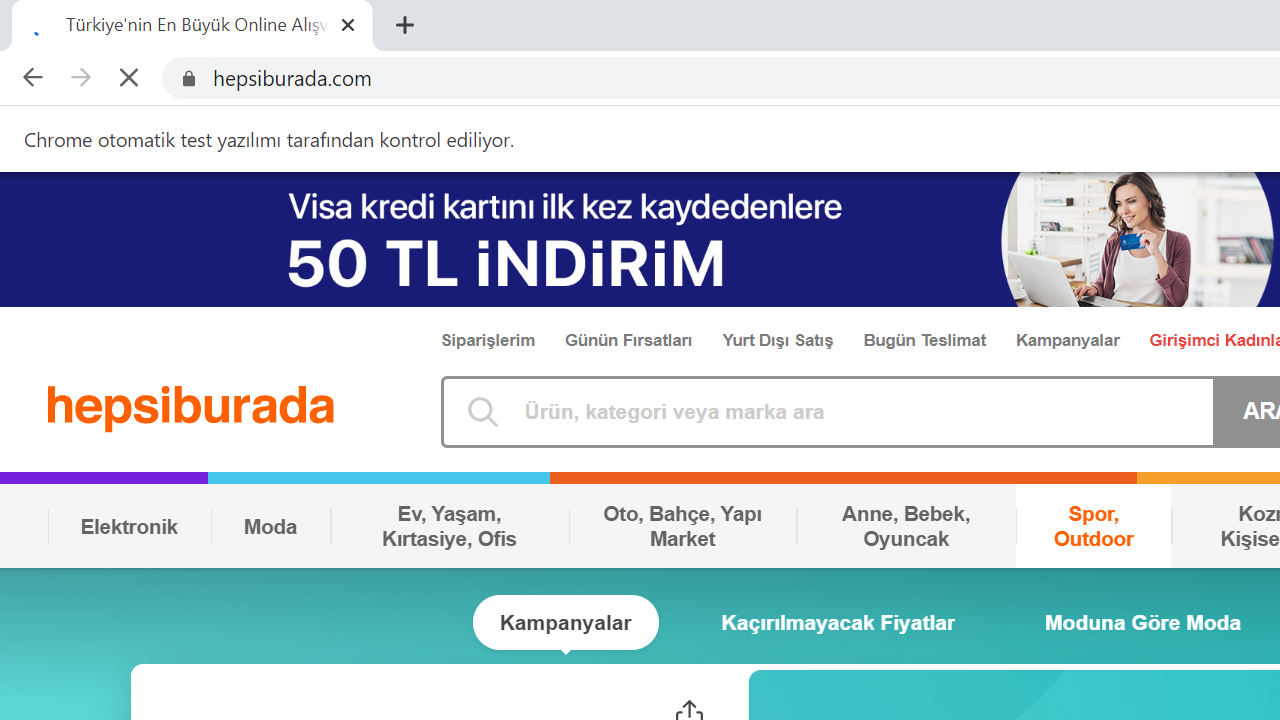 Türkiye'nin En Büyük Online Alışv
hepsiburada.com
Chrome otomatik test yazılımı tarafından kontrol ediliyor.
Visa kredi kartını ilk kez kaydedenlere
50 TL iNDiRiM
Siparişlerim Günün Fırsatları Yurt Dışı Satış Bugün Teslimat Kampanyalar Girişimci Kadınla
hepsiburada
Ürün, kategori veya marka ara
ARA
Elektronik
Moda
Ev, Yaşam,
Kırtasiye, Ofis
Oto, Bahçe, Yapı
Market
Anne, Bebek,
Oyuncak
Spor,
Outdoor
Kozm
Kişise
Kampanyalar Kaçırılmayacak Fiyatlar Moduna Göre Moda